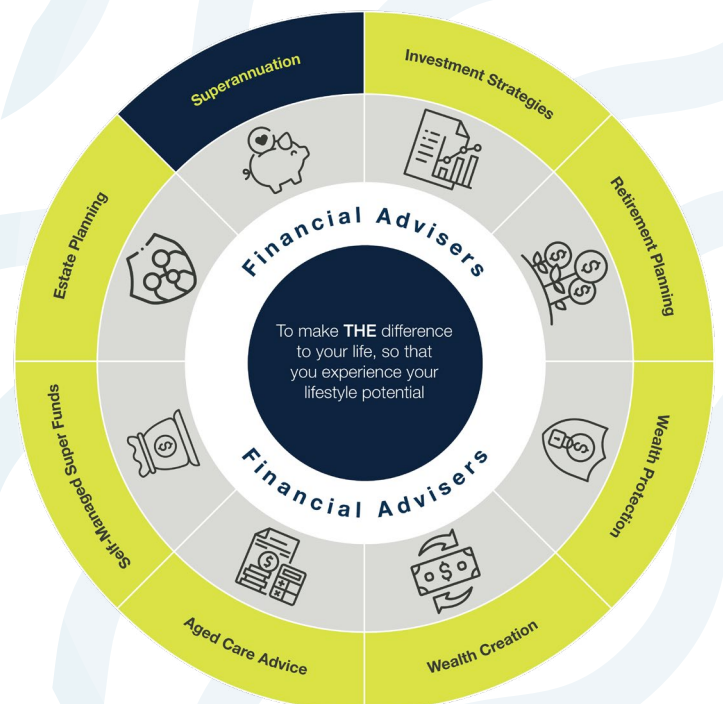 Superannuation
Investment Strategies
Retirement Planning
Wealth Protection
Wealth Creation
Aged Care Advice
Self-Managed Super Funds
Estate Planning
Financial Advisers
To make THE difference
to your life, so that
you experience your
lifestyle potential
Financial Advisers